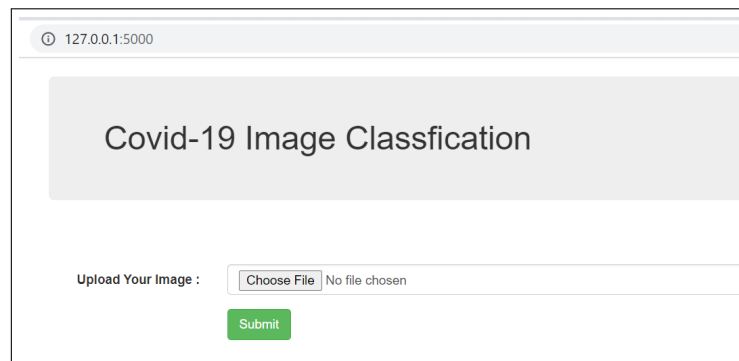 127.0.0.1:5000
Covid-19 Image Classfication
Upload Your Image : Choose File No file chosen
Submit